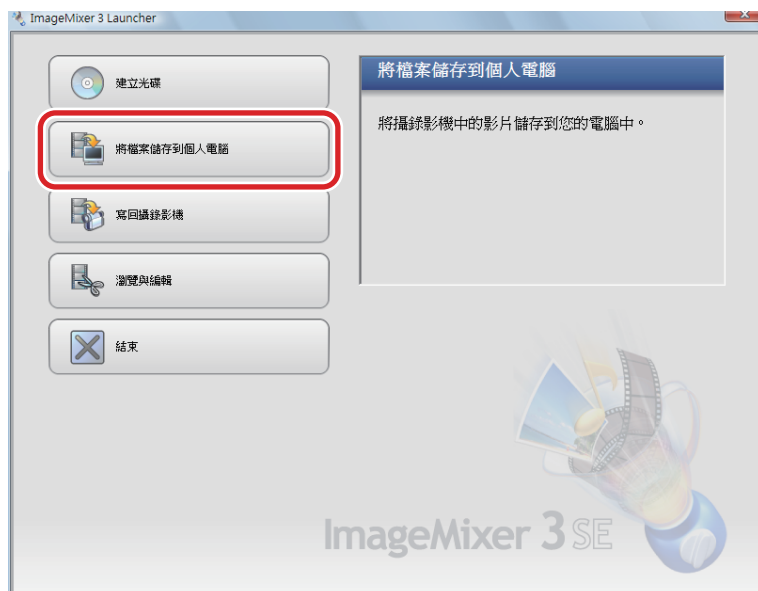 ImageMixer 3 Launcher
建立光碟
將檔案儲存到個人電腦
寫回攝錄影機
瀏覽與編輯
結束
將檔案儲存到個人電腦
將攝錄影機中的影片儲存到您的電腦中。
ImageMixer 3 SE